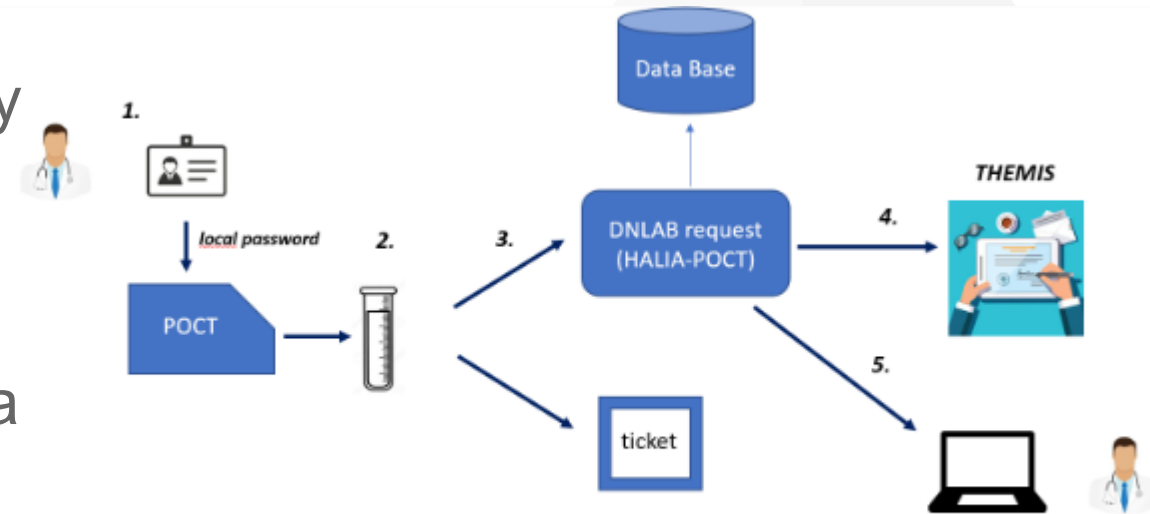 y
a
1.
local password
POCT
2.
3.
Data Base
DNLAB request
(HALIA-POCT)
4.
THEMIS
5.
ticket